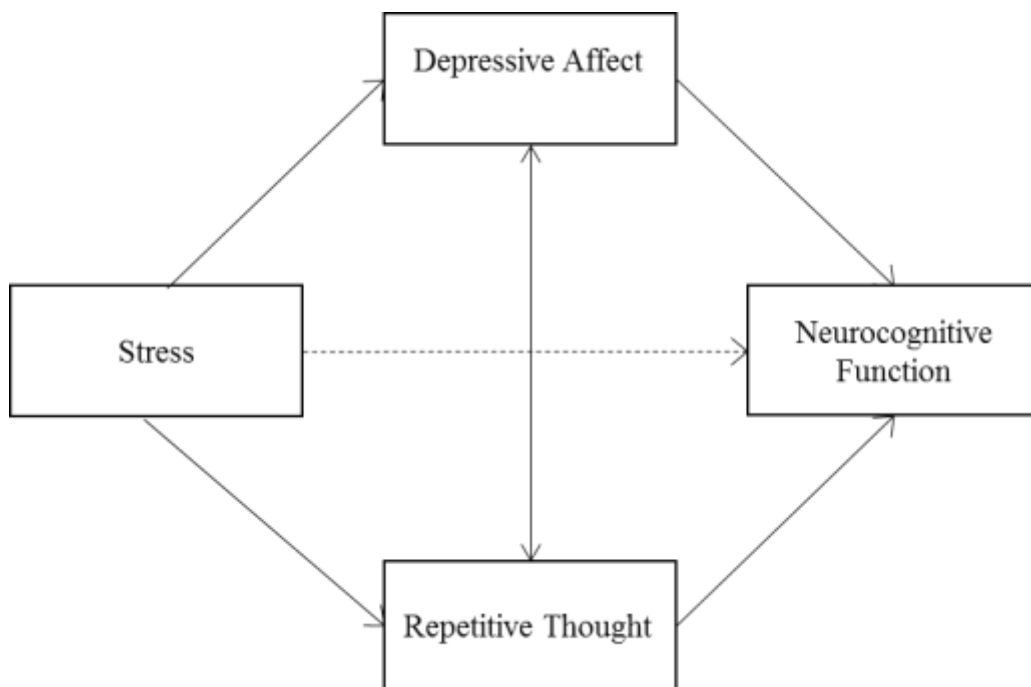 Depressive Affect
Stress
Neurocognitive
Function
Repetitive Thought